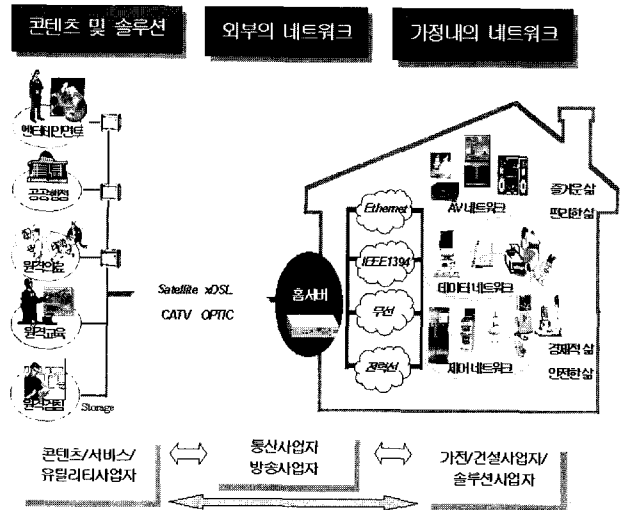 콘텐츠 및 솔루션
외부의 네트워크
가정내의 네트워크
엔터테인먼트
공공행정
원격의료
원격교육
원격검침
Storage
Satellite xDSL
CATV OPTIC
홈서버
Ethernet
IEEE1394
무선
전력선
AV네트워크
데이터네트워크
제어네트워크
즐거운 삶
편리한 삶
경제적 삶
안전한 삶
콘텐츠/서비스/
유틸리티사업자
통신사업자
방송사업자
가전/건설사업자/
솔루션사업자